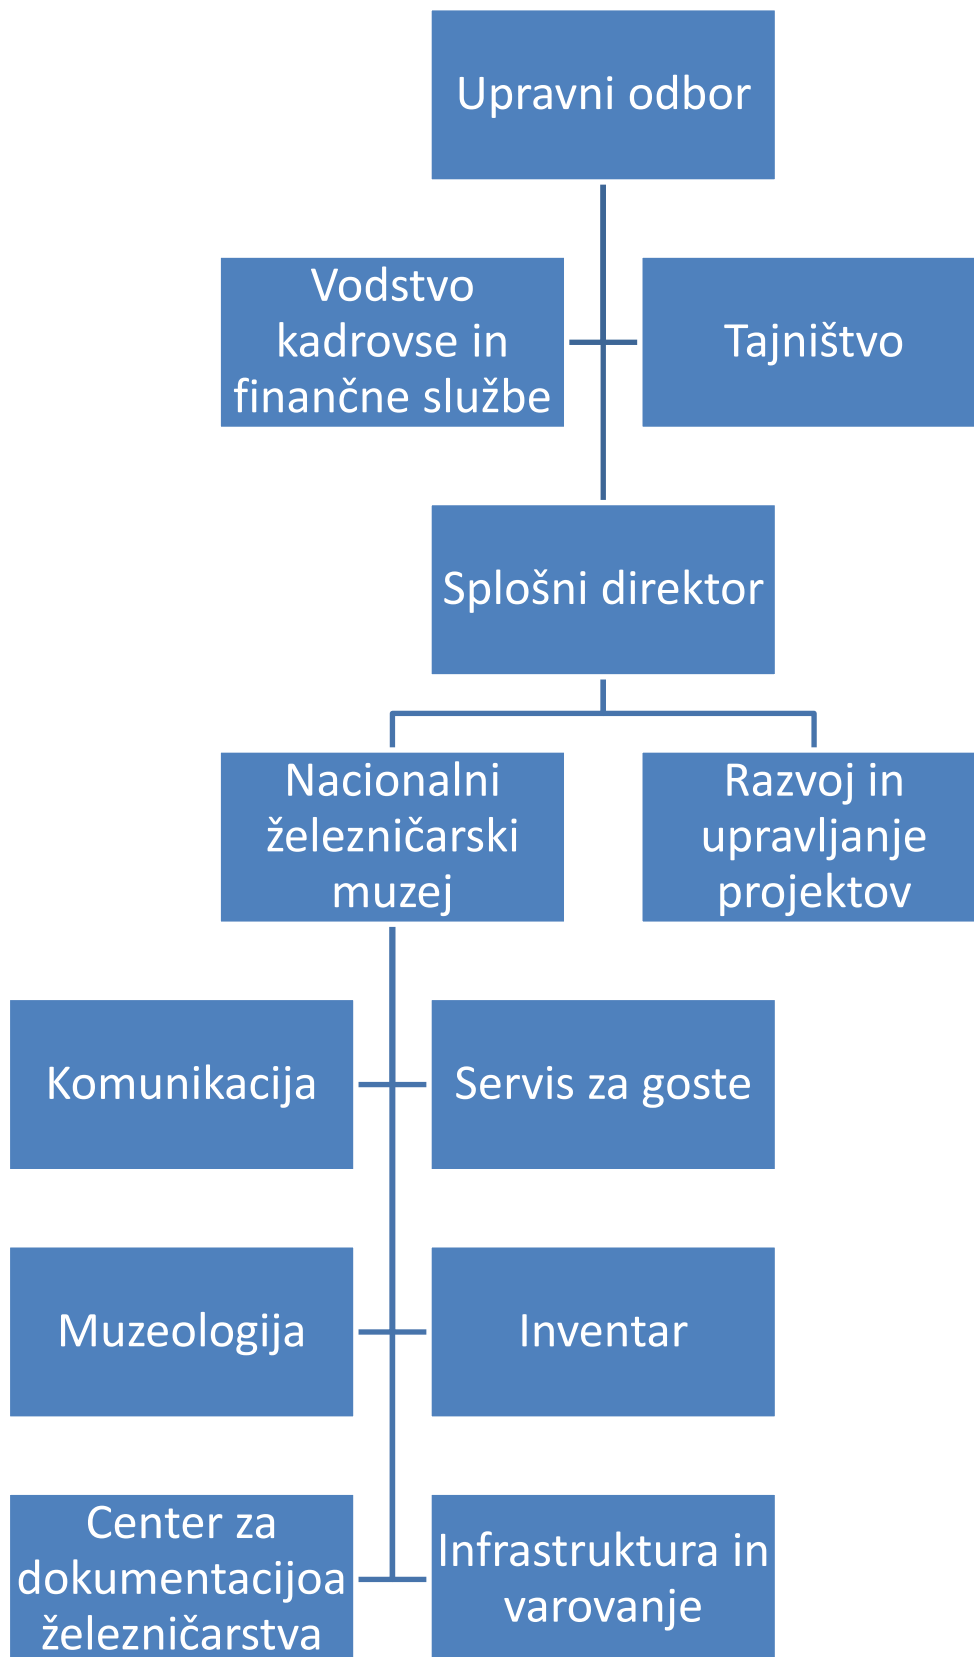 Upravni odbor
Vodstvo
kadrovse in
finančne službe
Tajništvo
Splošni direktor
Nacionalni
železničarski
muzej
Razvoj in
upravljanje
projektov
Komunikacija
Servis za goste
Muzeologija
Inventar
Center za
dokumentacijoa
železničarstva
Infrastruktura in
varovanje